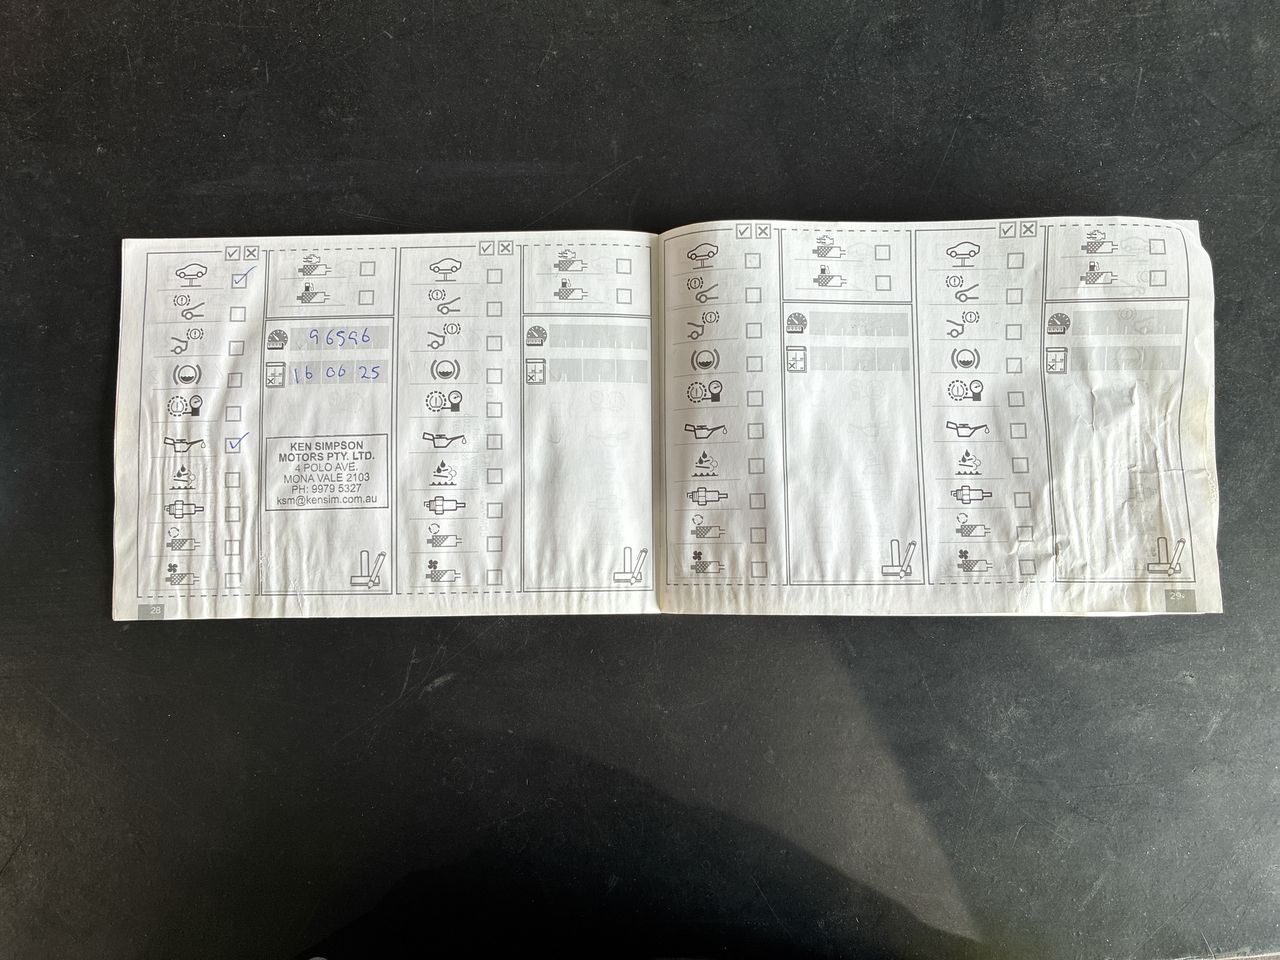 96596
16 06 25
KEN SIMPSON
MOTORS PTY. LTD.
4 POLO AVE.
MONA VALE 2103
PH: 9979 5327
ksm@kensim.com.au
28
29